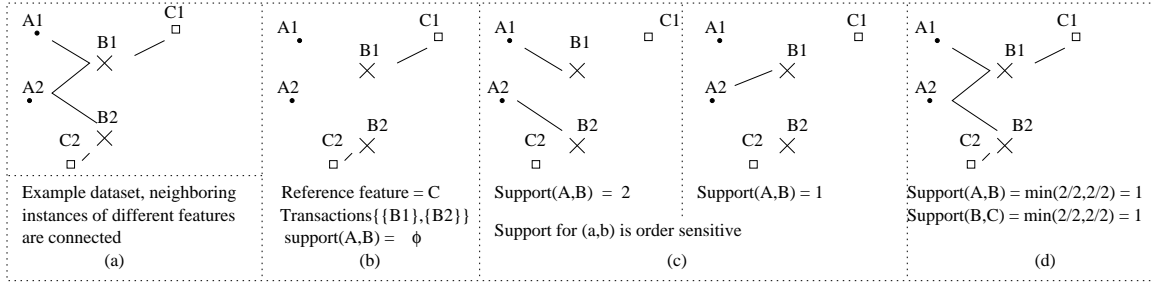 A1
C1
B1
A2
B2
C2
Example dataset, neighboring
instances of different features
are connected
(a)
A1
C1
B1
A2
B2
C2
Reference feature = C
Transactions{{B1},{B2}}
support(A,B) = ϕ
(b)
A1
C1
B1
A2
B2
C2
Support(A,B) = 2
A1
C1
B1
A2
B2
C2
Support(A,B) = 1
Support for (a,b) is order sensitive
(c)
A1
C1
B1
A2
B2
C2
Support(A,B) = min(2/2,2/2) = 1
Support(B,C) = min(2/2,2/2) = 1
(d)